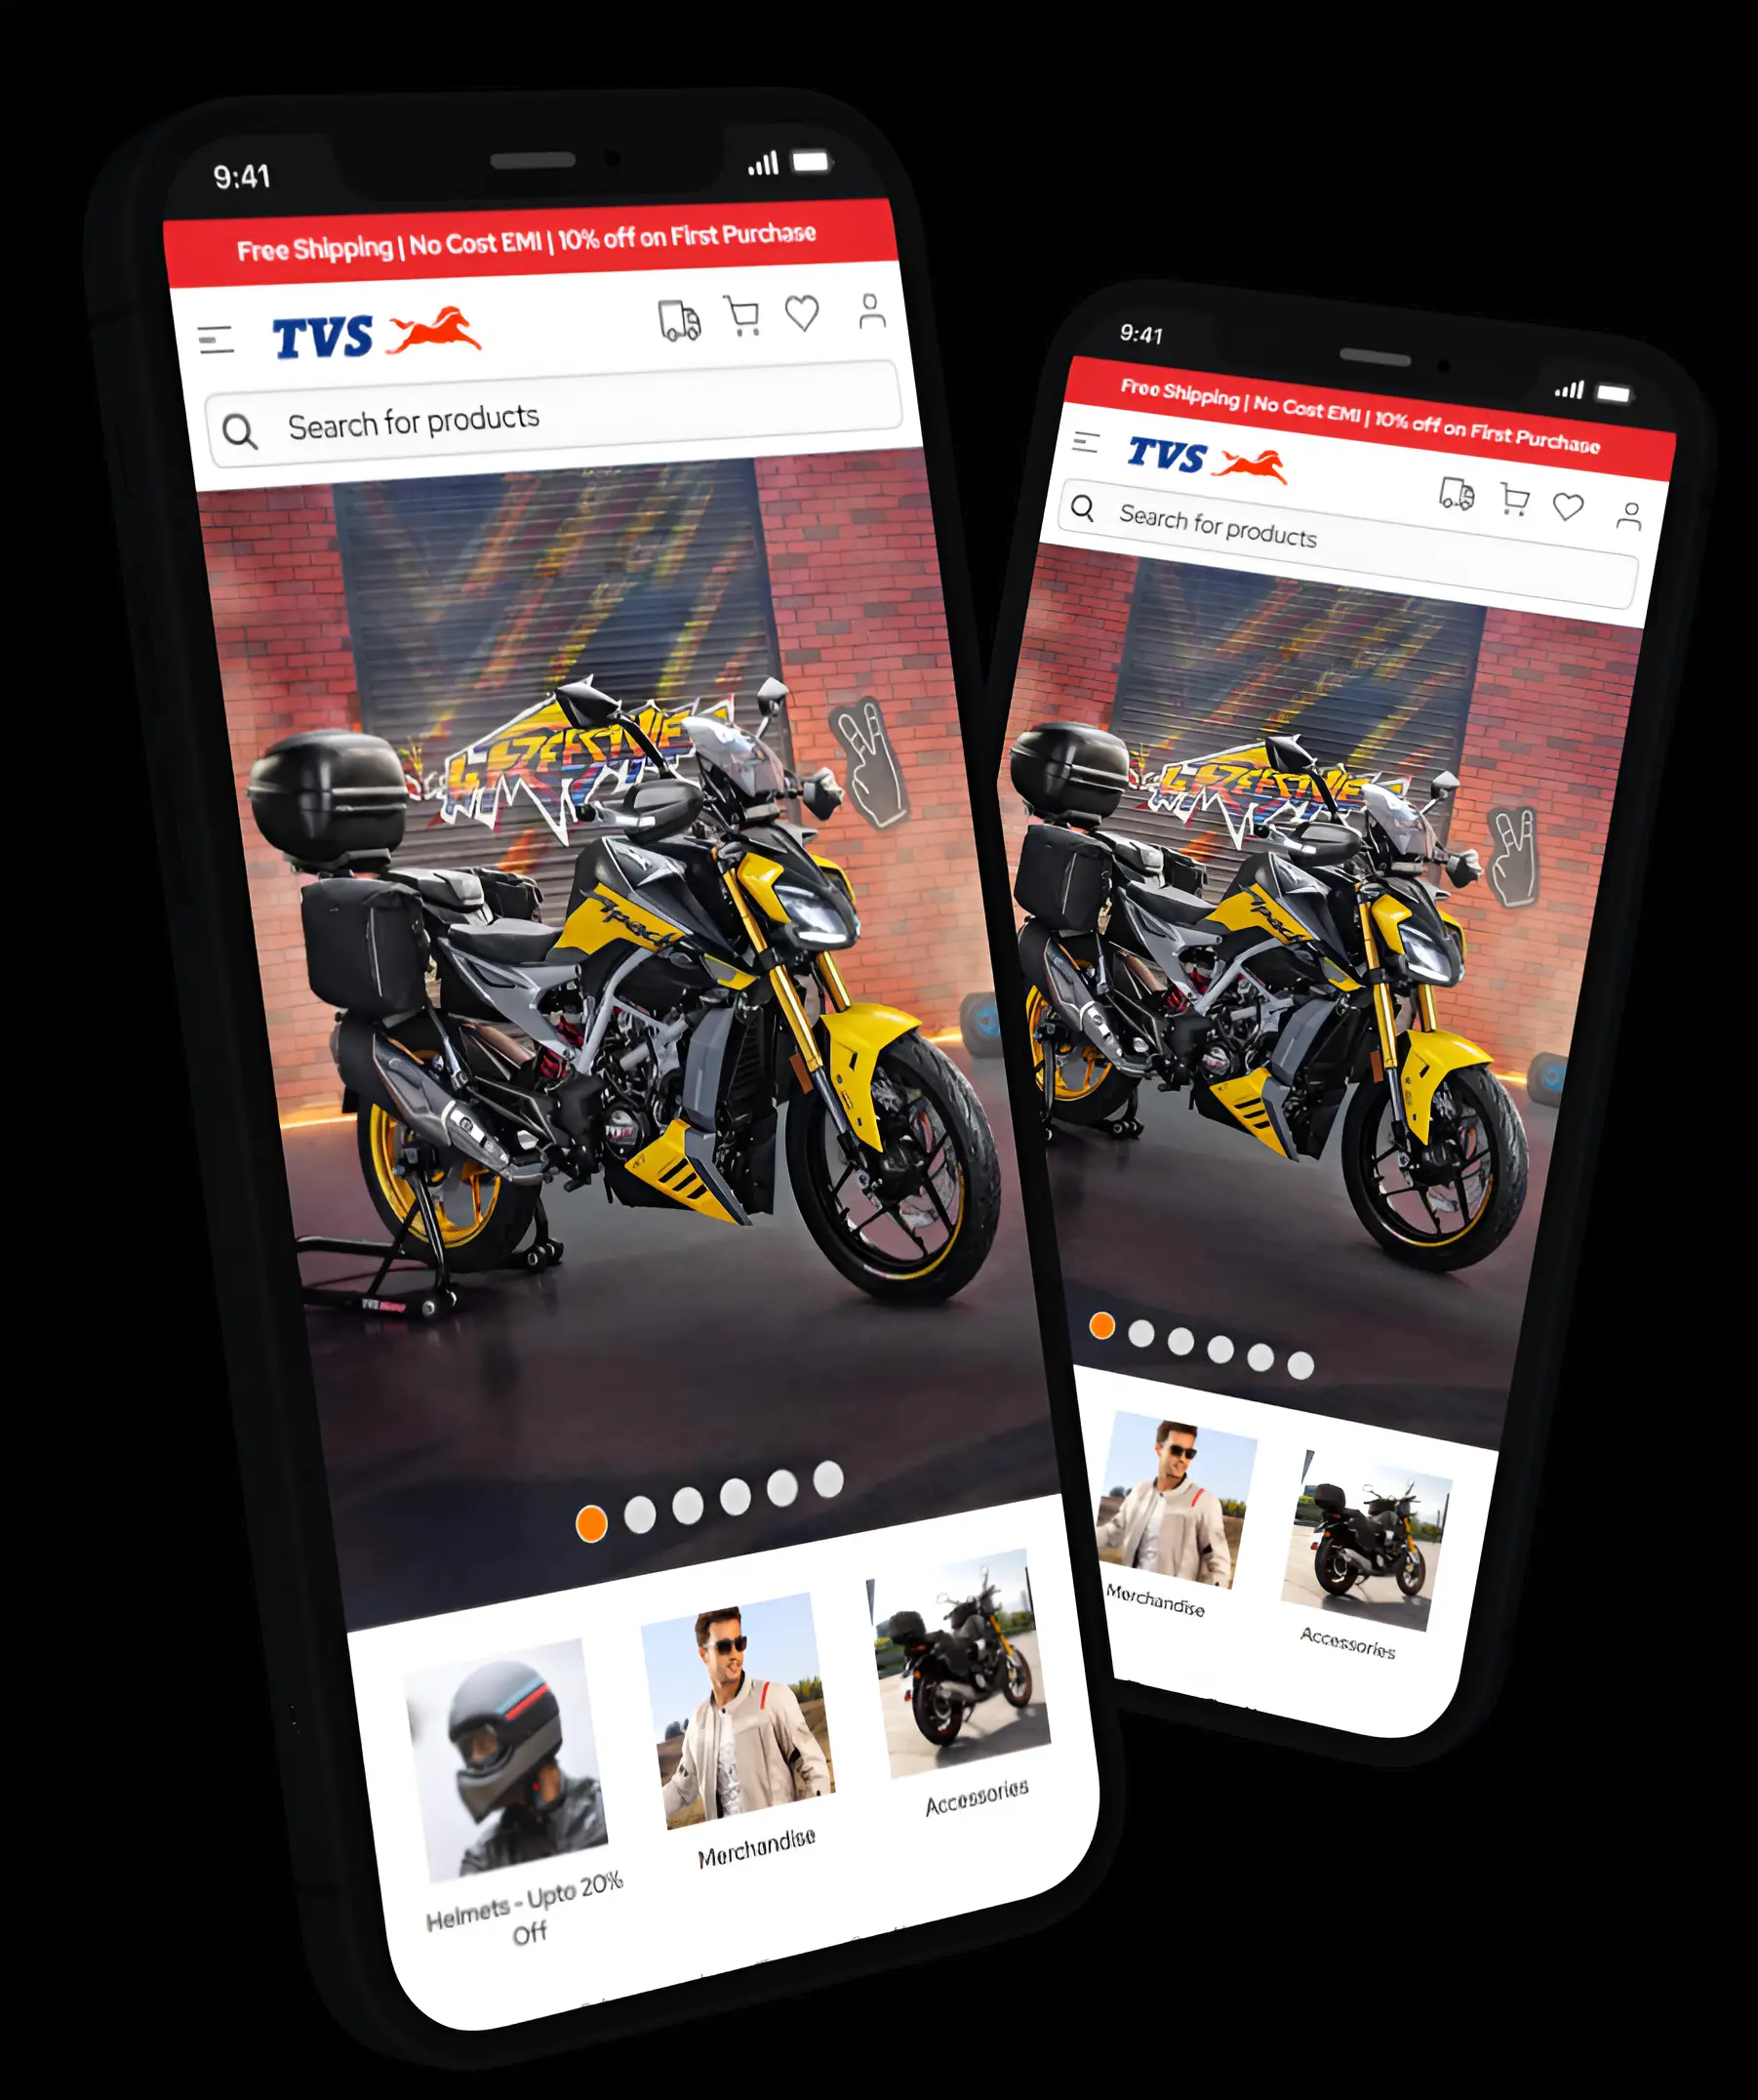 9:41
Free Shipping | No Cost EMI | 10% off on First Purchase
TVS
Search for products
Helmets - Upto 20%
Off
Merchandise
Accessories
9:41
Free Shipping | No Cost EMI | 10% off on First Purchase
TVS
Search for products
Merchandise
Accessories